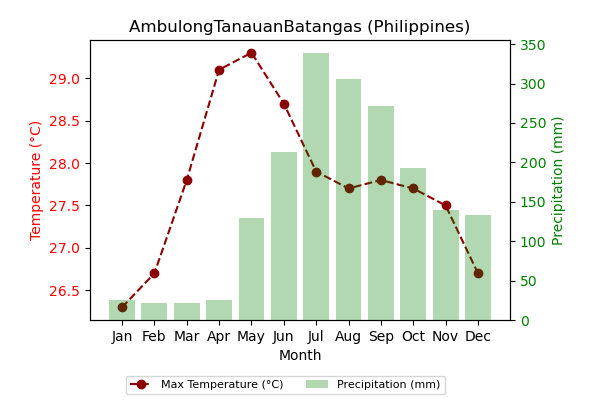 AmbulongTanauanBatangas (Philippines)
Temperature (°C)
29.0
28.5
28.0
27.5
27.0
26.5
350
300
250
200
150
100
50
0
Precipitation (mm)
Jan Feb Mar Apr May Jun Jul Aug Sep Oct Nov Dec
Month
Max Temperature (°C) Precipitation (mm)